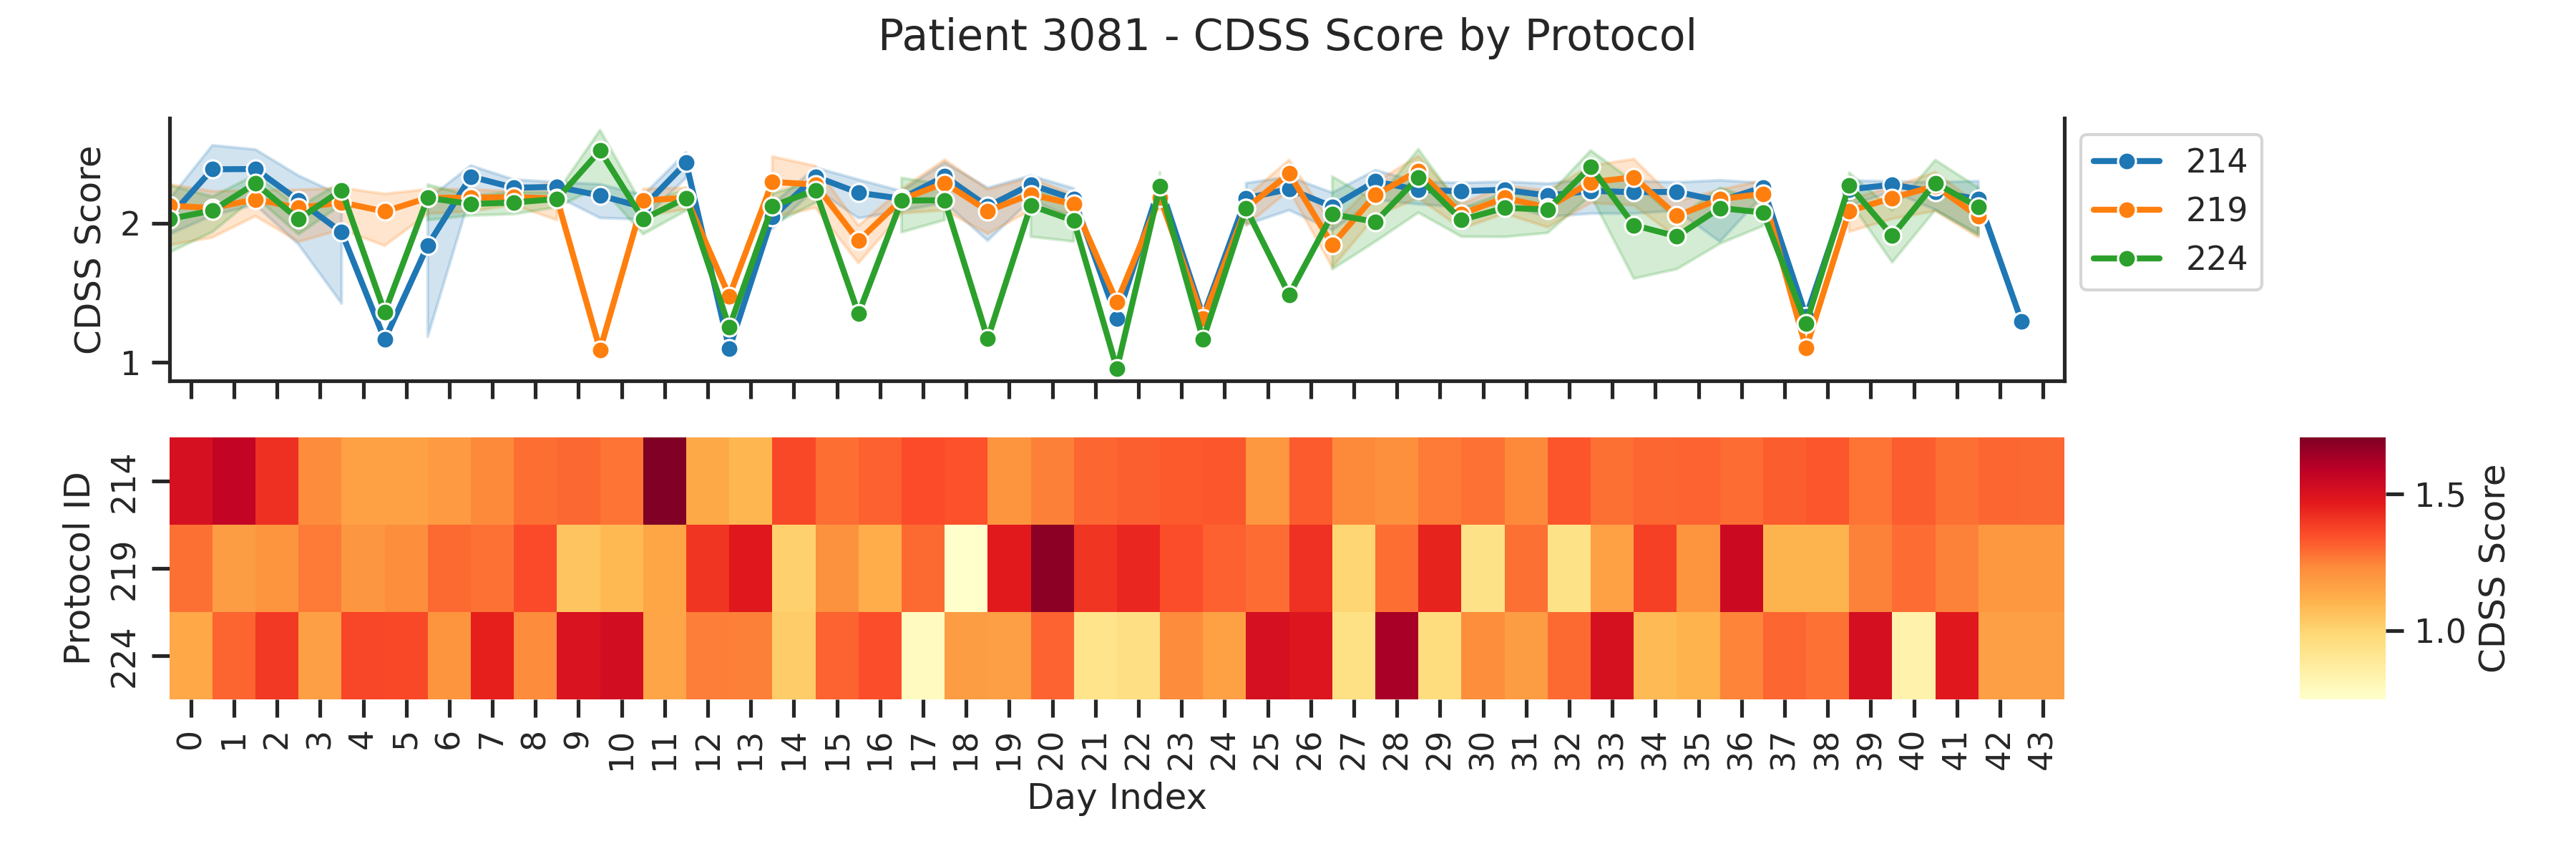 Patient 3081 - CDSS Score by Protocol
CDSS Score
2
1
214
219
224
Protocol ID
214
219
224
0 1 2 3 4 5 6 7 8 9 10 11 12 13 14 15 16 17 18 19 20 21 22 23 24 25 26 27 28 29 30 31 32 33 34 35 36 37 38 39 40 41 42 43
Day Index
1.5
1.0
CDSS Score